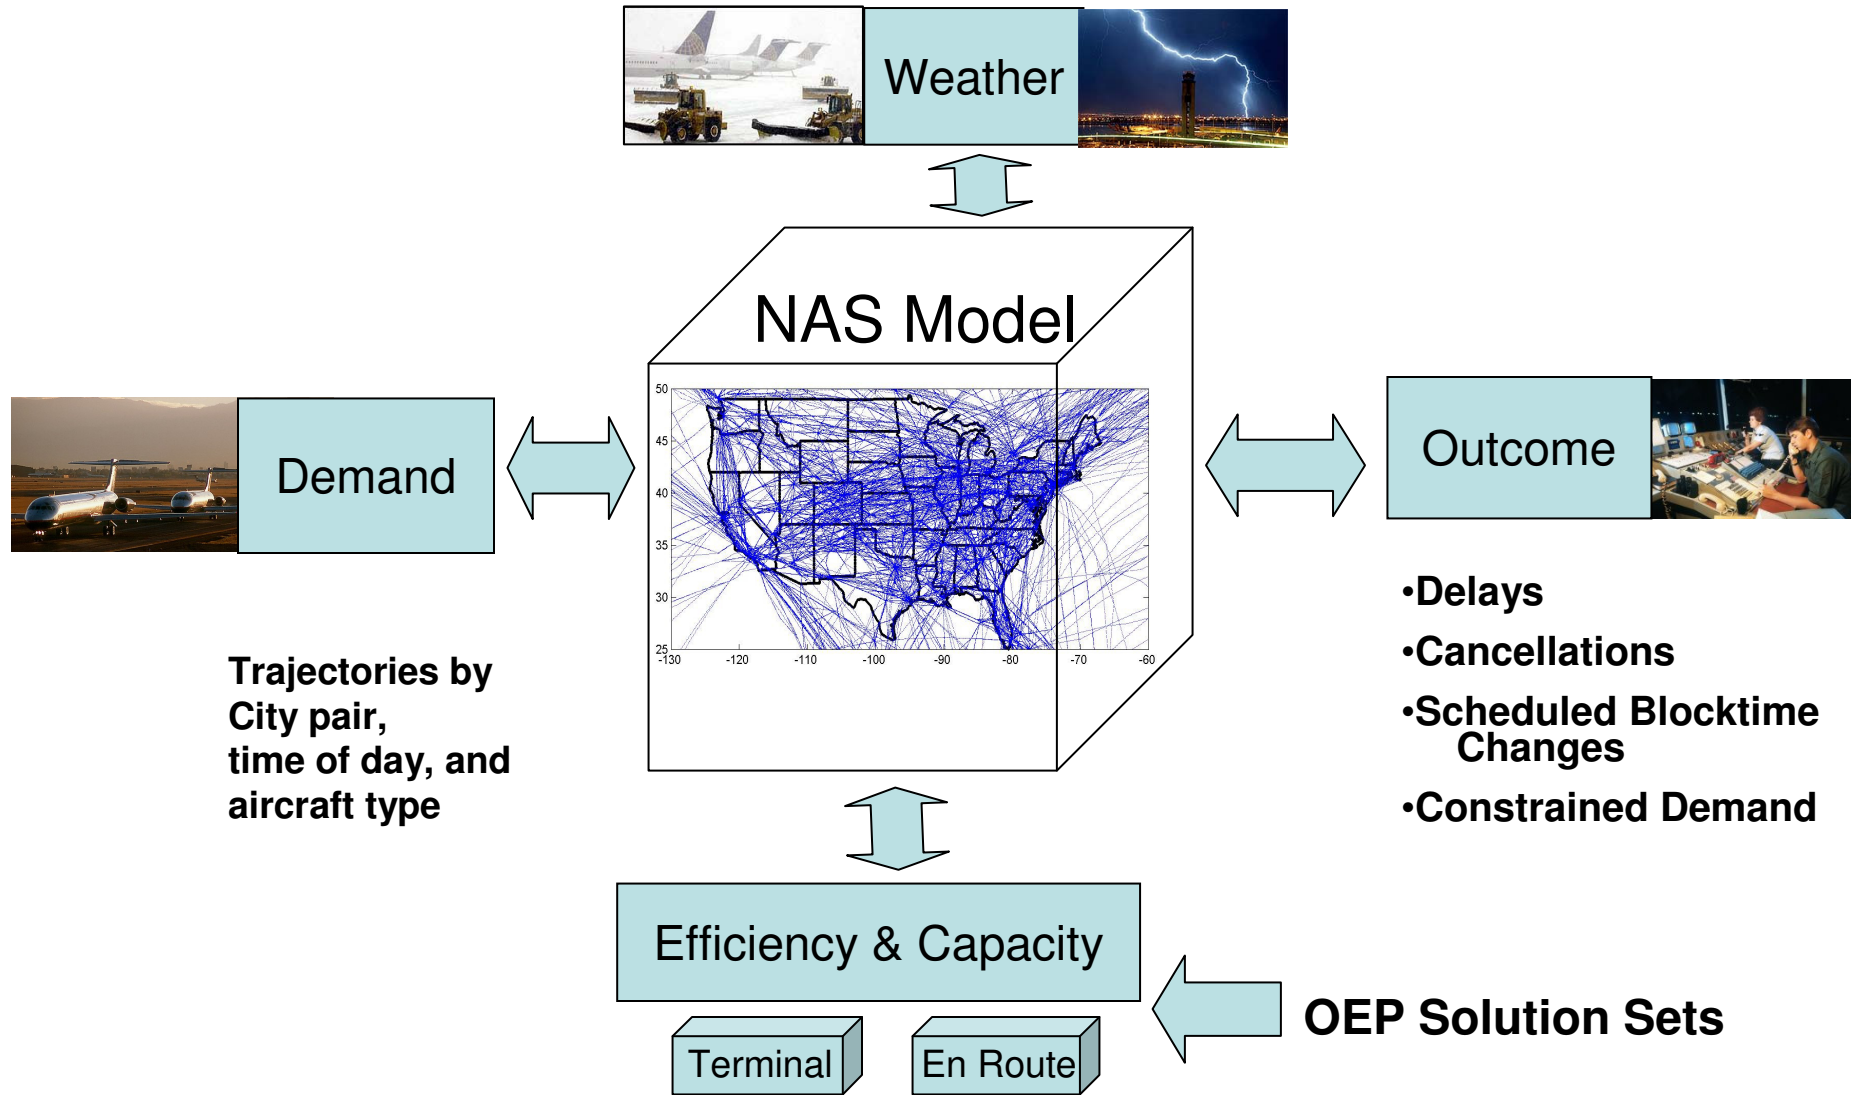 Weather
NAS Model
50
45
40
35
30
25
-130
-120
-110
-100
-90
-80
-70
-60
Demand
Trajectories by
City pair,
time of day, and
aircraft type
Outcome
•Delays
•Cancellations
•Scheduled Blocktime
Changes
•Constrained Demand
Efficiency & Capacity
Terminal
En Route
OEP Solution Sets